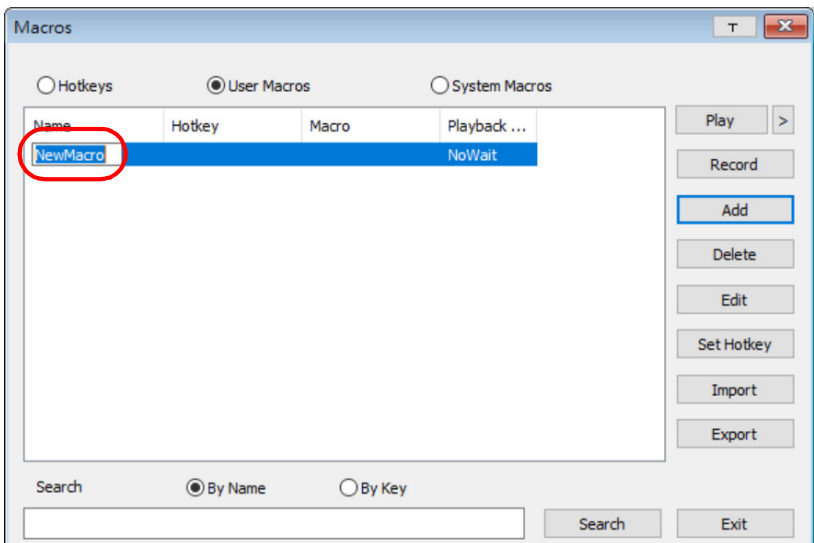 Macros T
Hotkeys User Macros System Macros
Name Hotkey Macro Playback ... Play >
NewMacro NoWait
Record
Add
Delete
Edit
Set Hotkey
Import
Export
Search By Name By Key
Search Exit